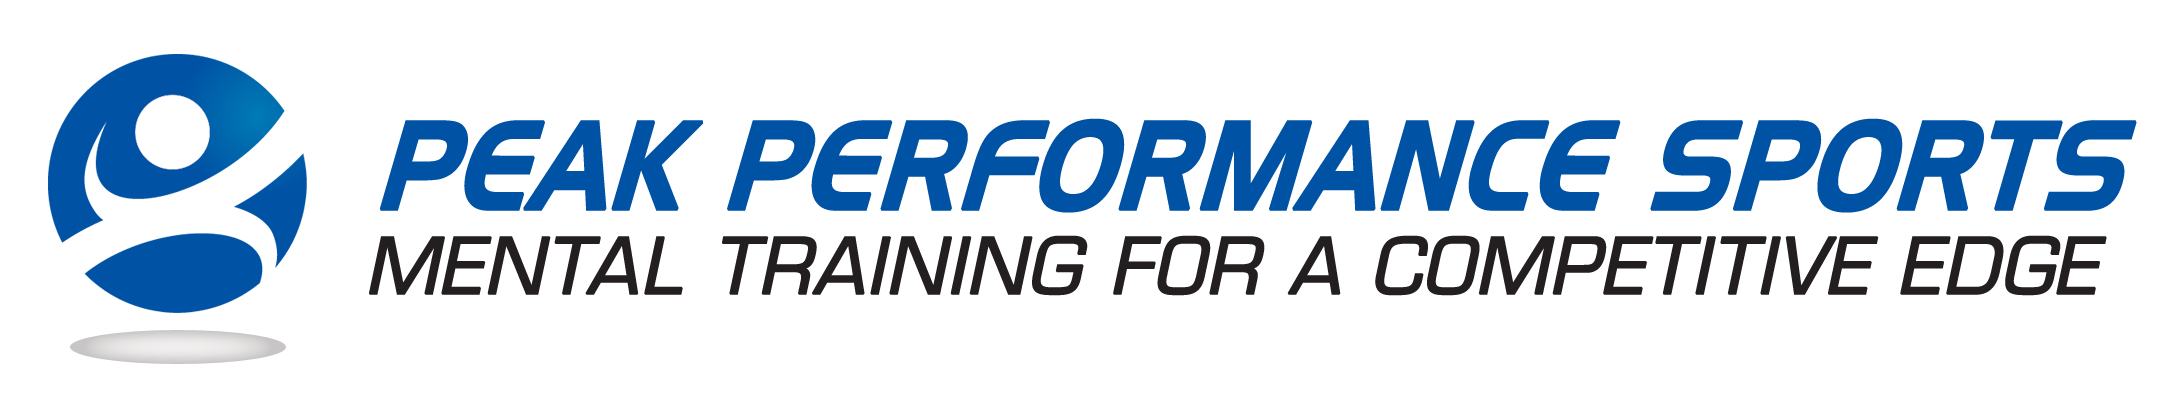 PEAK PERFORMANCE SPORTS
MENTAL TRAINING FOR A COMPETITIVE EDGE